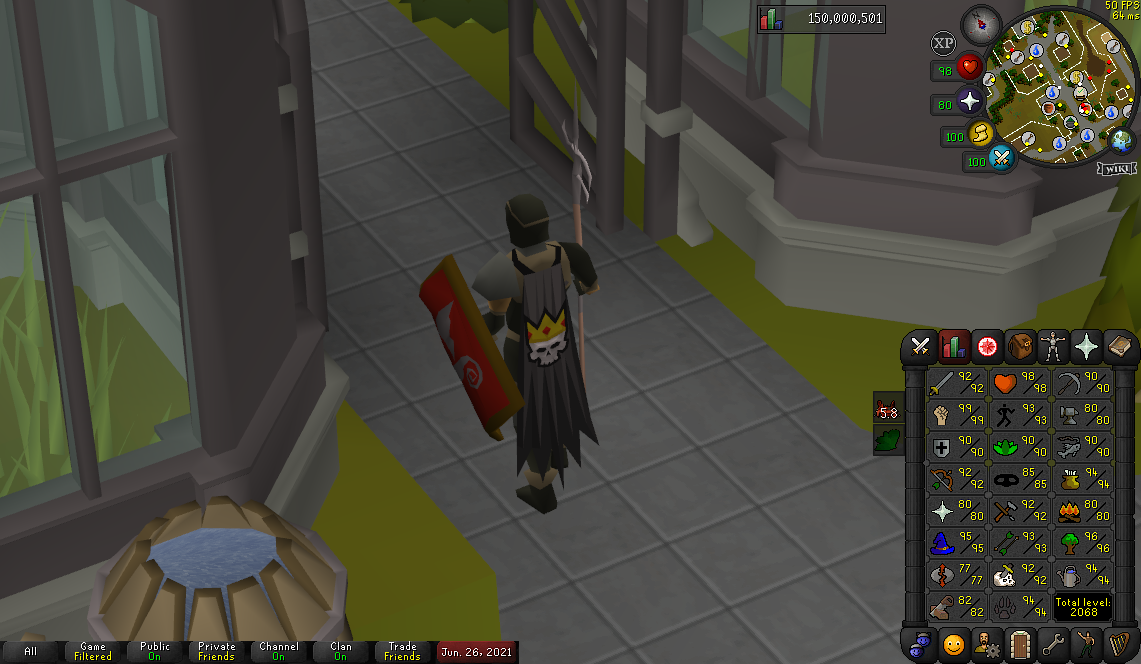 150,000,501
50 FPS
64 ms
XP
98
80
100
100
WIKI
5.8
92/92 98/98 90/90
99/99 93/93 80/80
90/90 90/90 90/90
92/92 85/85 94/94
80/80 92/92 80/80
95/95 93/93 96/96
77/77 92/92 94/94
82/82 94/94 Total level:
2068
All
Game
Filtered
Public
On
Private
Friends
Channel
On
Clan
On
Trade
Friends
Jun. 26, 2021